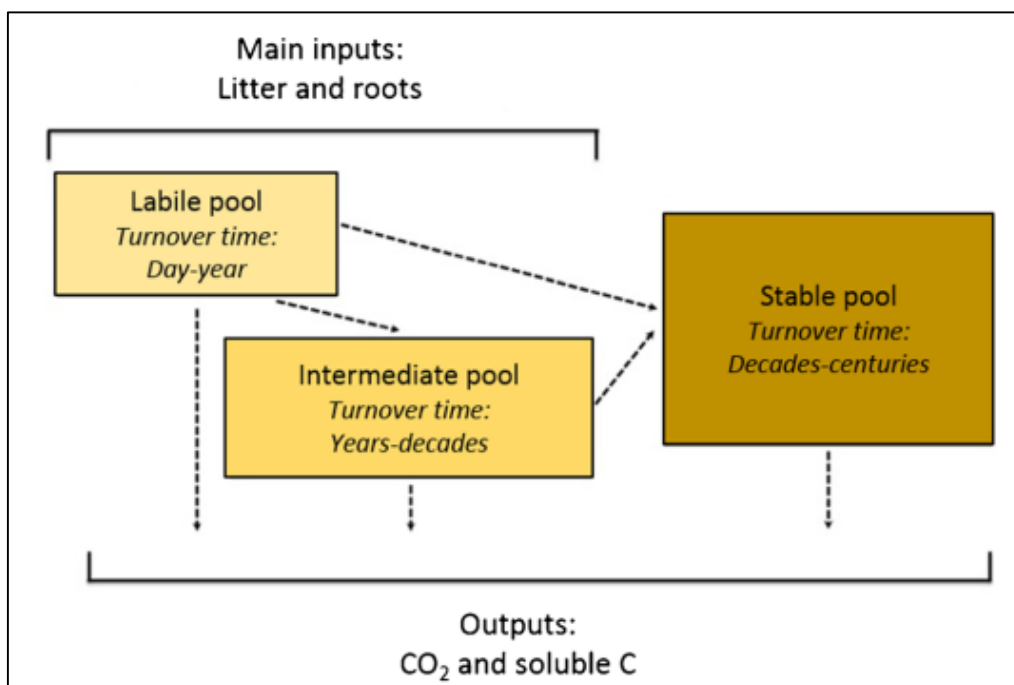 Main inputs:
Litter and roots
Labile pool
Turnover time:
Day-year
Intermediate pool
Turnover time:
Years-decades
Stable pool
Turnover time:
Decades-centuries
Outputs:
CO₂ and soluble C